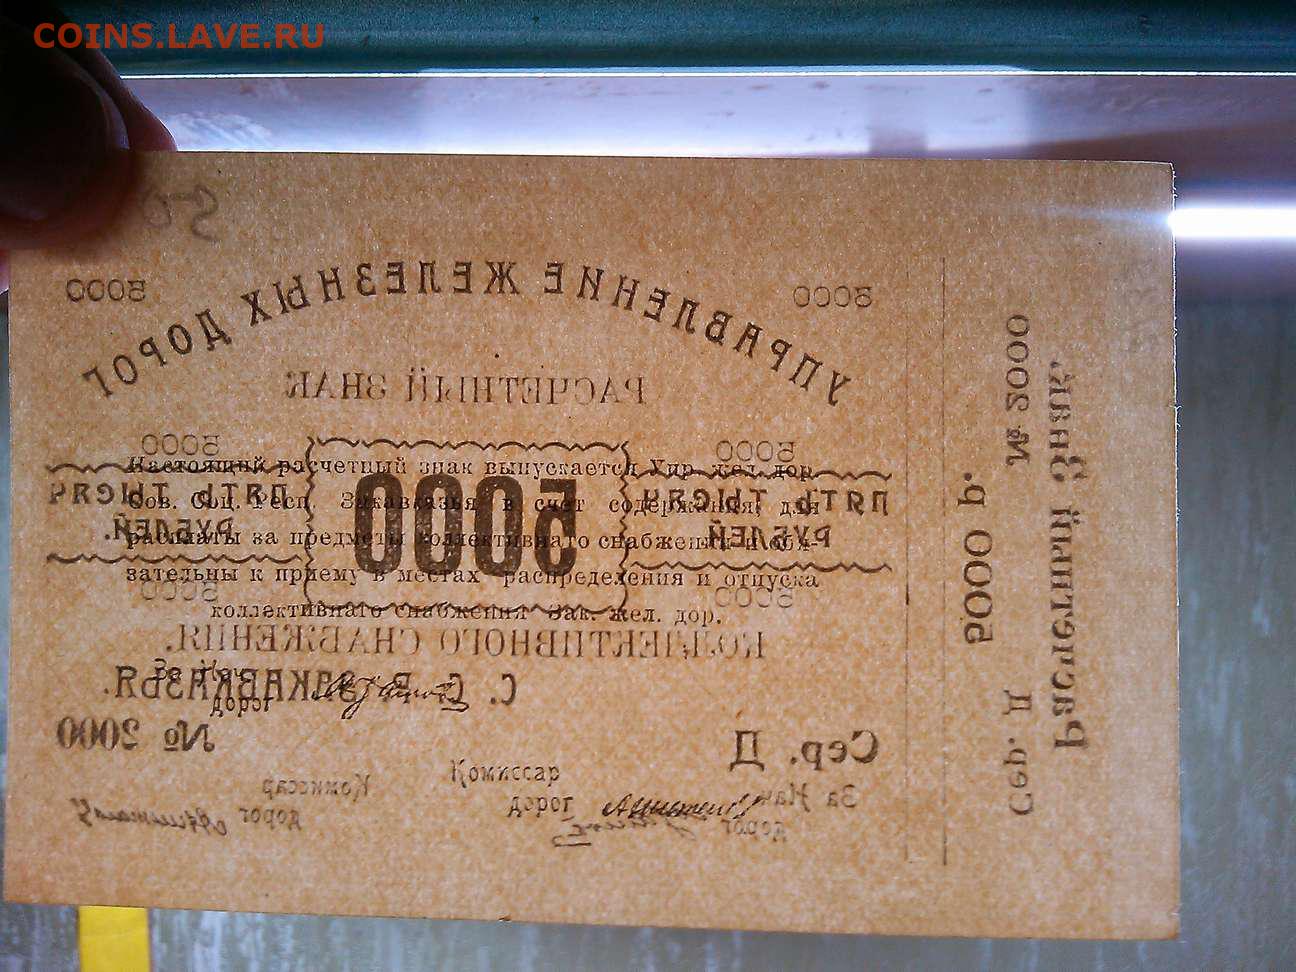 COINS.LAVE.RU
50
УПРАВЛЕНИЕ ЖЕЛЕЗНЫХ ДОРОГ
5000 5000
РАСЧЕТНЫЙ ЗНАК
5000 5000
ПЯТЬ ТЫСЯЧ РУБЛЕЙ.
5000
ПЯТЬ ТЫСЯЧ РУБЛЕЙ.
5000 5000
КОЛЛЕКТИВНОГО СНАБЖЕНИЯ.
С. С. Р. ЗАКАВКАЗЬЯ.
Сер. Д № 2000
За Нач. дорог
Комиссар дорог
Настоящий расчетный знак выпускается Упр. жел. дор.
Сов. Соц. Респ. Закавказья в счет содержания, для
расплаты за предметы коллективнаго снабжения и обя-
зательны к приему в местах распределения и отпуска
коллективнаго снабжения Зак. жел. дор.
За Нач.
дорог
Комиссар
дорог
Расчетный Знак.
Сер. Д № 2000
5000 р.